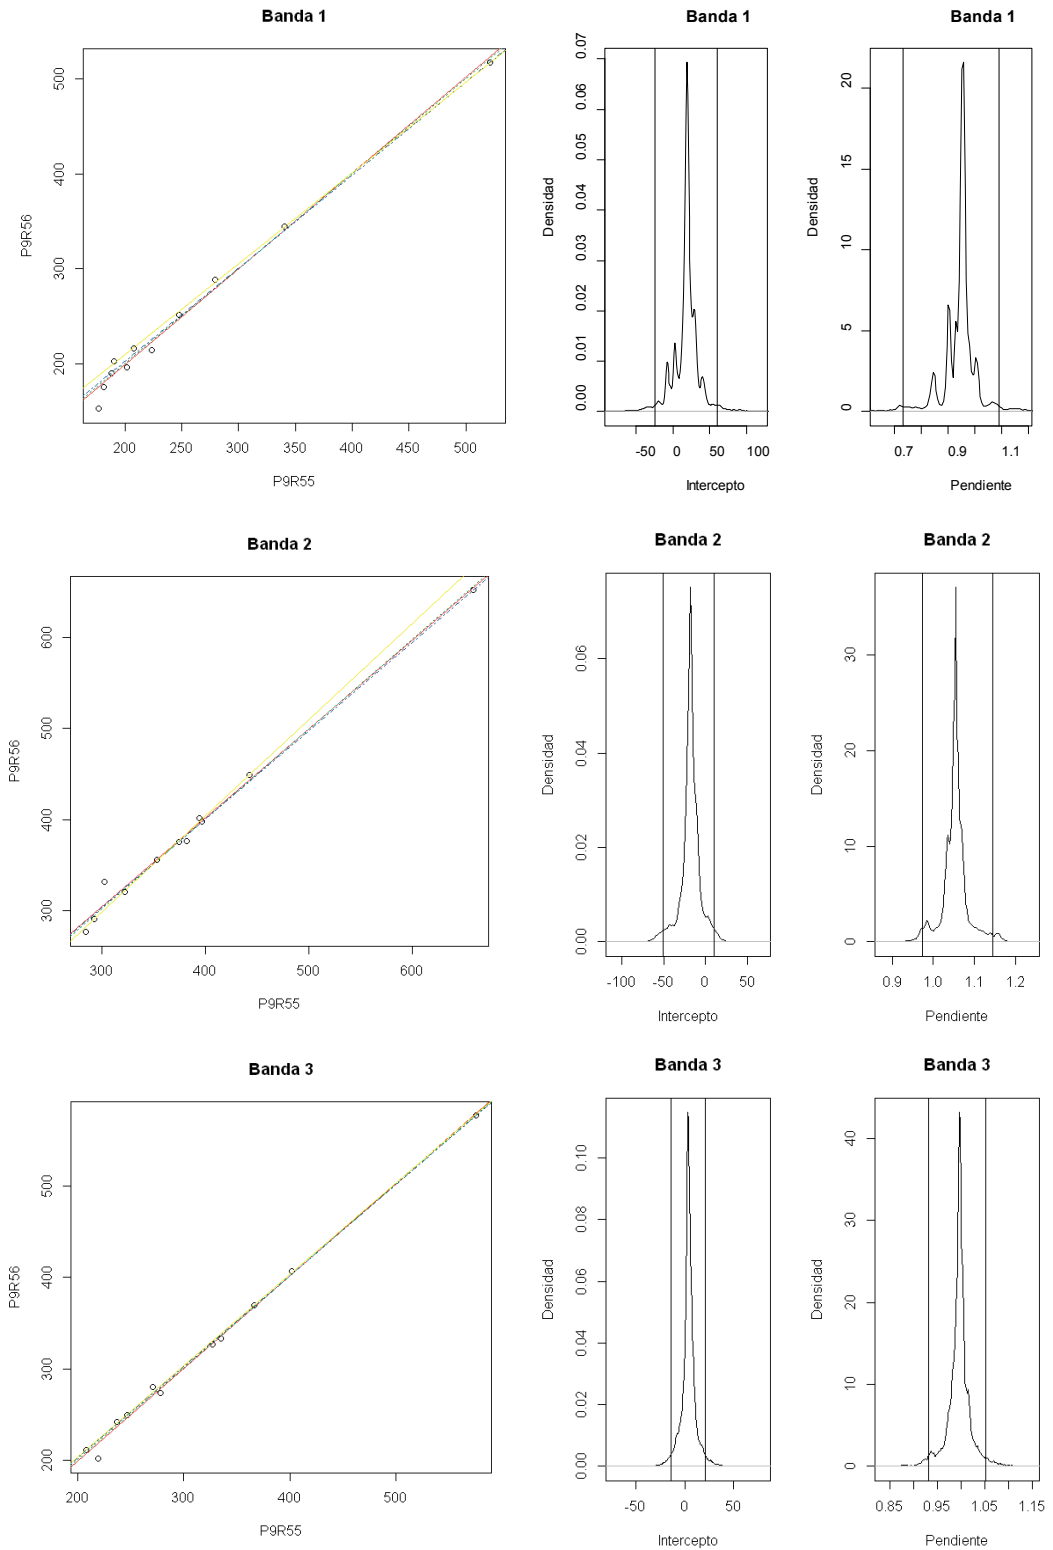 Banda 1
P9R56
500
400
300
200
200 250 300 350 400 450 500
P9R55
Banda 1
Densidad
0.07
0.06
0.05
0.04
0.03
0.02
0.01
0.00
-50 0 50 100
Intercepto
Banda 1
Densidad
20
15
10
5
0
0.7 0.9 1.1
Pendiente
Banda 2
P9R56
600
500
400
300
300 400 500 600
P9R55
Banda 2
Densidad
0.06
0.04
0.02
0.00
-100 -50 0 50
Intercepto
Banda 2
Densidad
30
20
10
0
0.9 1.0 1.1 1.2
Pendiente
Banda 3
P9R56
500
400
300
200
200 300 400 500
P9R55
Banda 3
Densidad
0.10
0.08
0.06
0.04
0.02
0.00
-50 0 50
Intercepto
Banda 3
Densidad
40
30
20
10
0
0.85 0.95 1.05 1.15
Pendiente